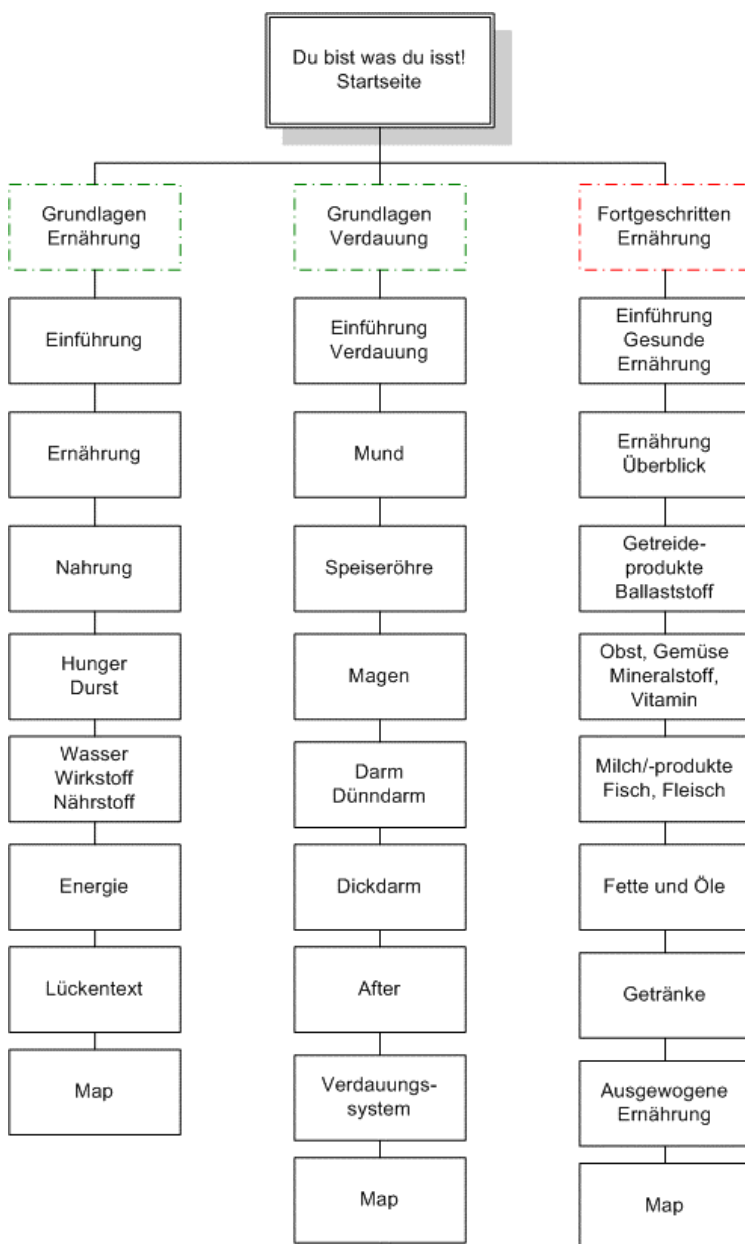 Du bist was du isst!
Startseite
Grundlagen
Ernährung
Einführung
Ernährung
Nahrung
Hunger
Durst
Wasser
Wirkstoff
Nährstoff
Energie
Lückentext
Map
Grundlagen
Verdauung
Einführung
Verdauung
Mund
Speiseröhre
Magen
Darm
Dünndarm
Dickdarm
After
Verdauungs-
system
Map
Fortgeschritten
Ernährung
Einführung
Gesunde
Ernährung
Ernährung
Überblick
Getreide-
produkte
Ballaststoff
Obst, Gemüse
Mineralstoff,
Vitamin
Milch/-produkte
Fisch, Fleisch
Fette und Öle
Getränke
Ausgewogene
Ernährung
Map